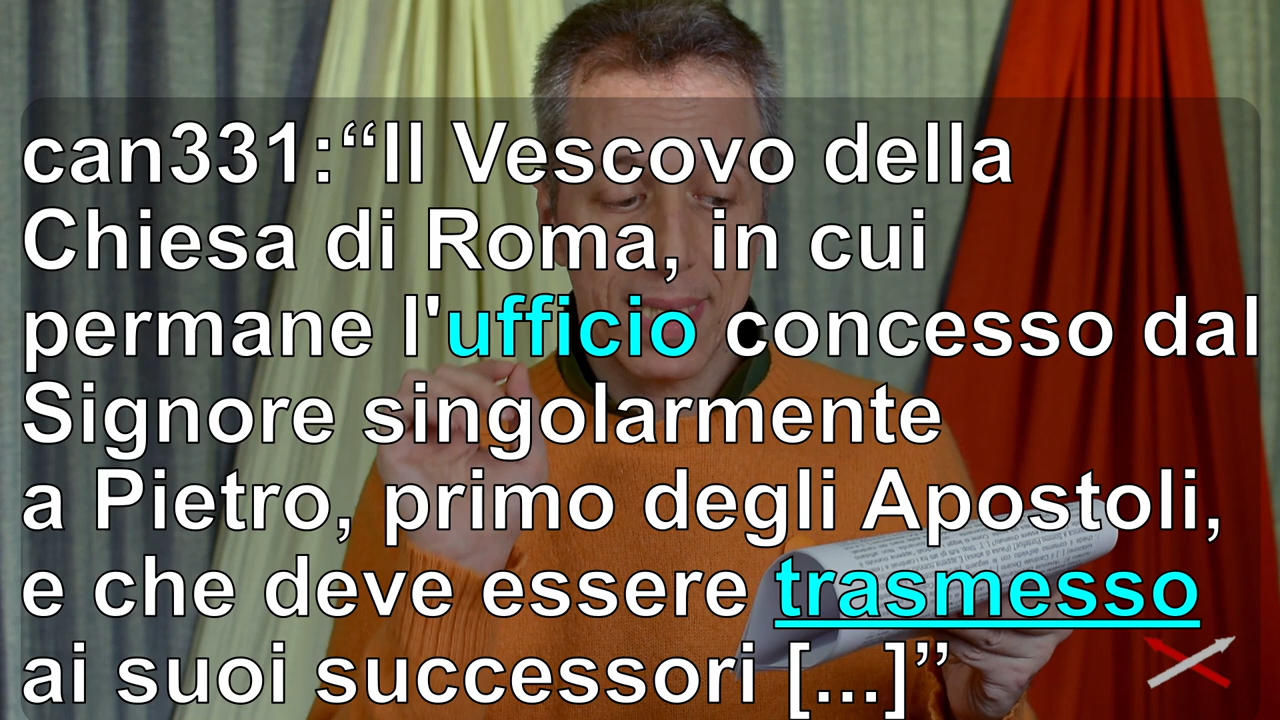 can331:“Il Vescovo della
Chiesa di Roma, in cui
permane l'ufficio concesso dal
Signore singolarmente
a Pietro, primo degli Apostoli,
e che deve essere trasmesso
ai suoi successori [...]”